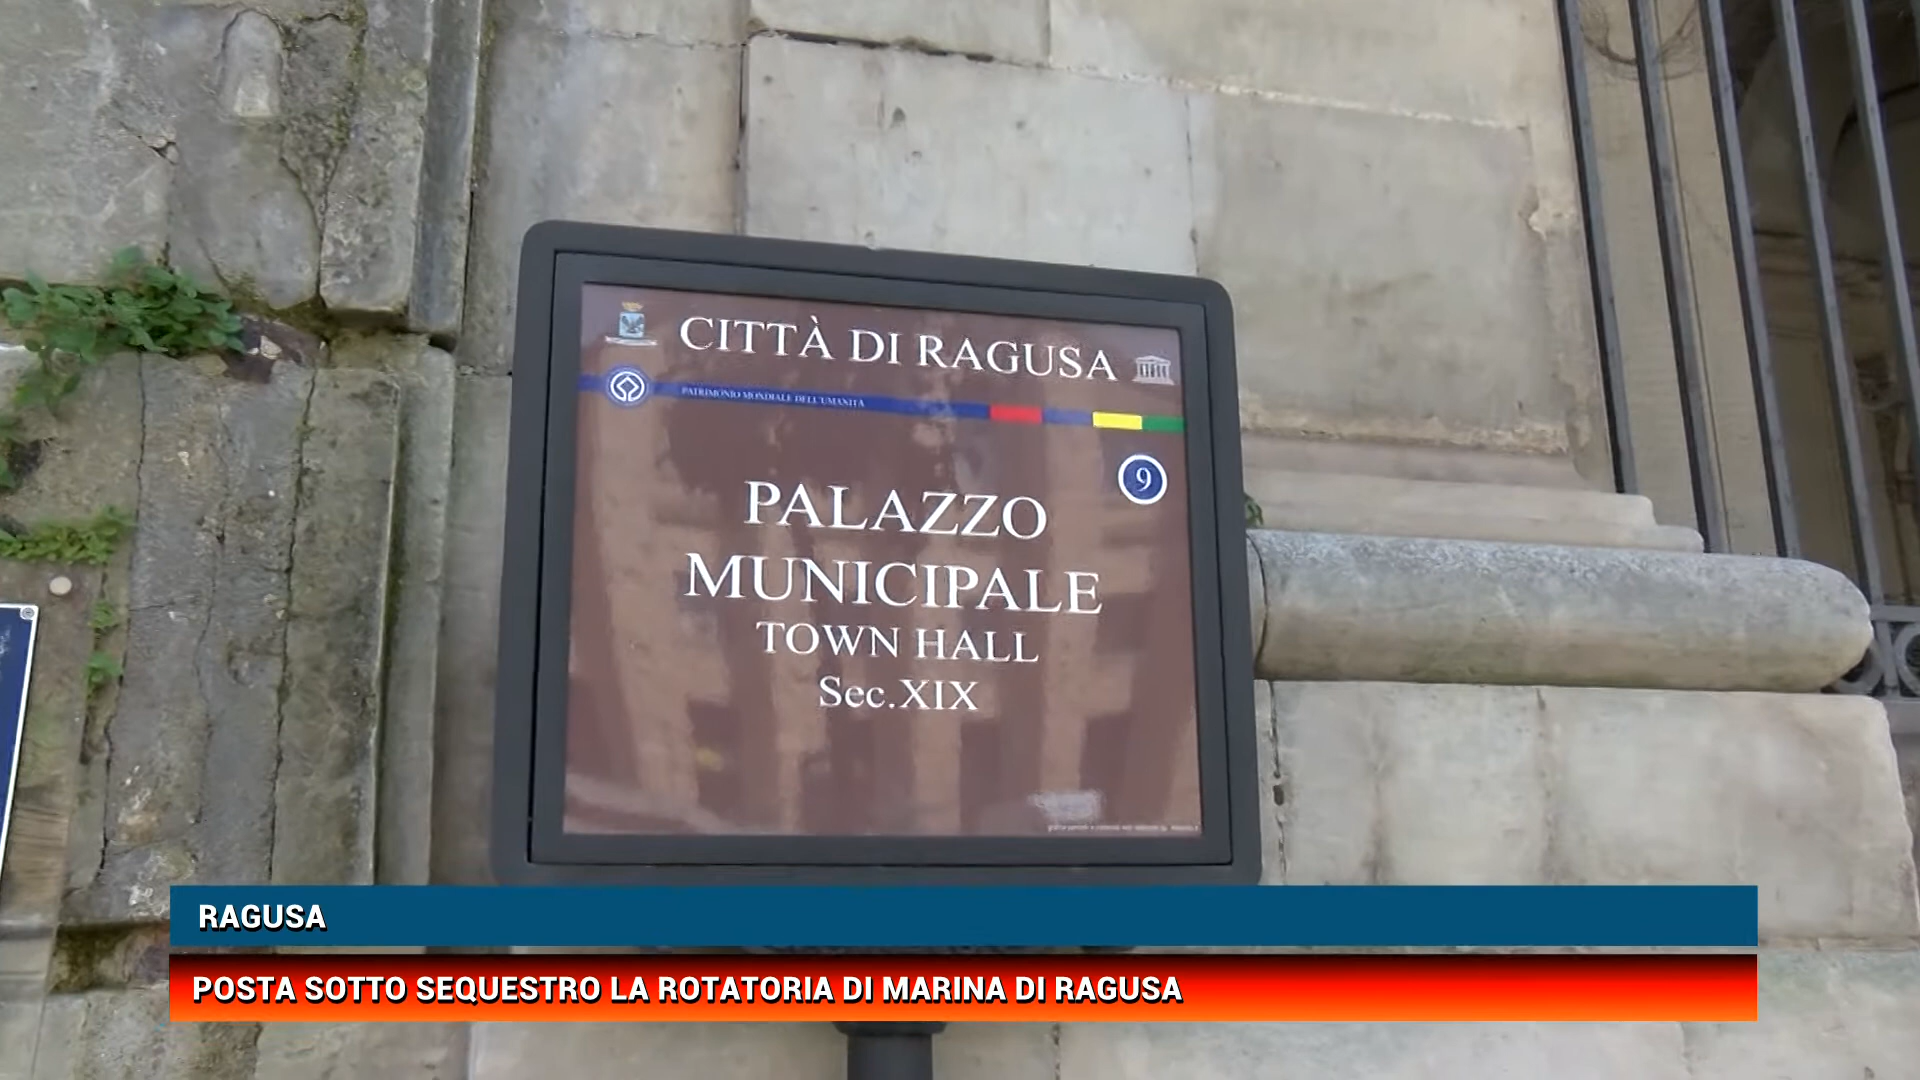 CITTÀ DI RAGUSA
PATRIMONIO MONDIALE DELL'UMANITÀ
9
PALAZZO
MUNICIPALE
TOWN HALL
Sec.XIX
RAGUSA
POSTA SOTTO SEQUESTRO LA ROTATORIA DI MARINA DI RAGUSA